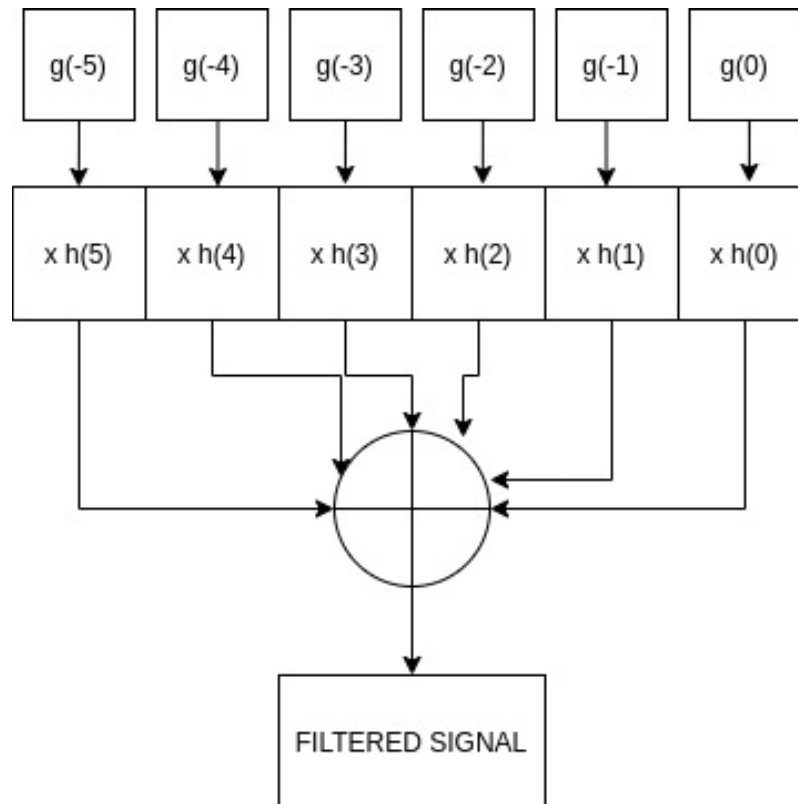 g(-5) g(-4) g(-3) g(-2) g(-1) g(0)
x h(5) x h(4) x h(3) x h(2) x h(1) x h(0)
FILTERED SIGNAL